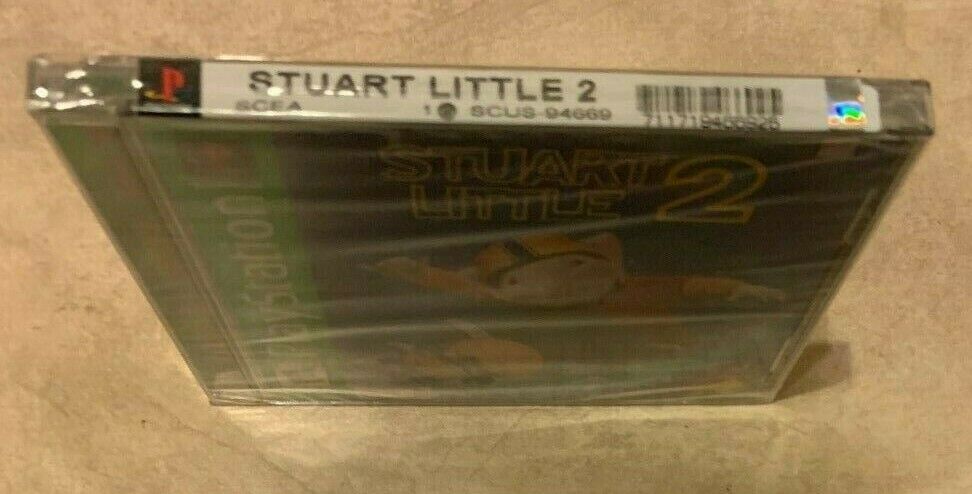 STUART LITTLE 2
SCEA 1 SCUS-94669
STUART
LITTLE 2
PlayStation